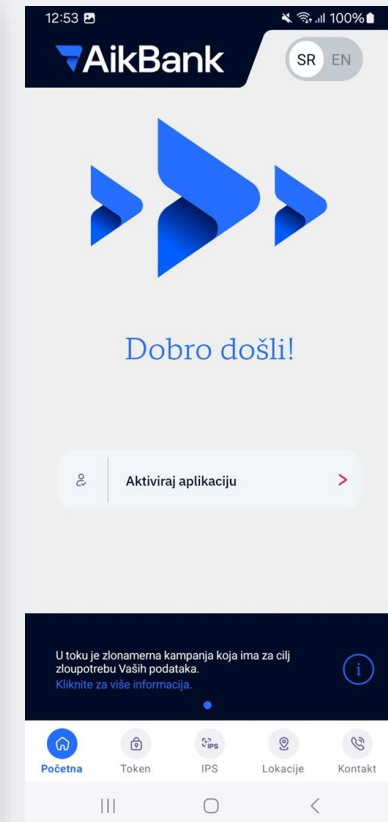 12:53
100%
AikBank
SR EN
Dobro došli!
Aktiviraj aplikaciju
U toku je zlonamerna kampanja koja ima za cilj
zloupotrebu Vaših podataka.
Kliknite za više informacija.
i
IPS
Početna Token IPS Lokacije Kontakt